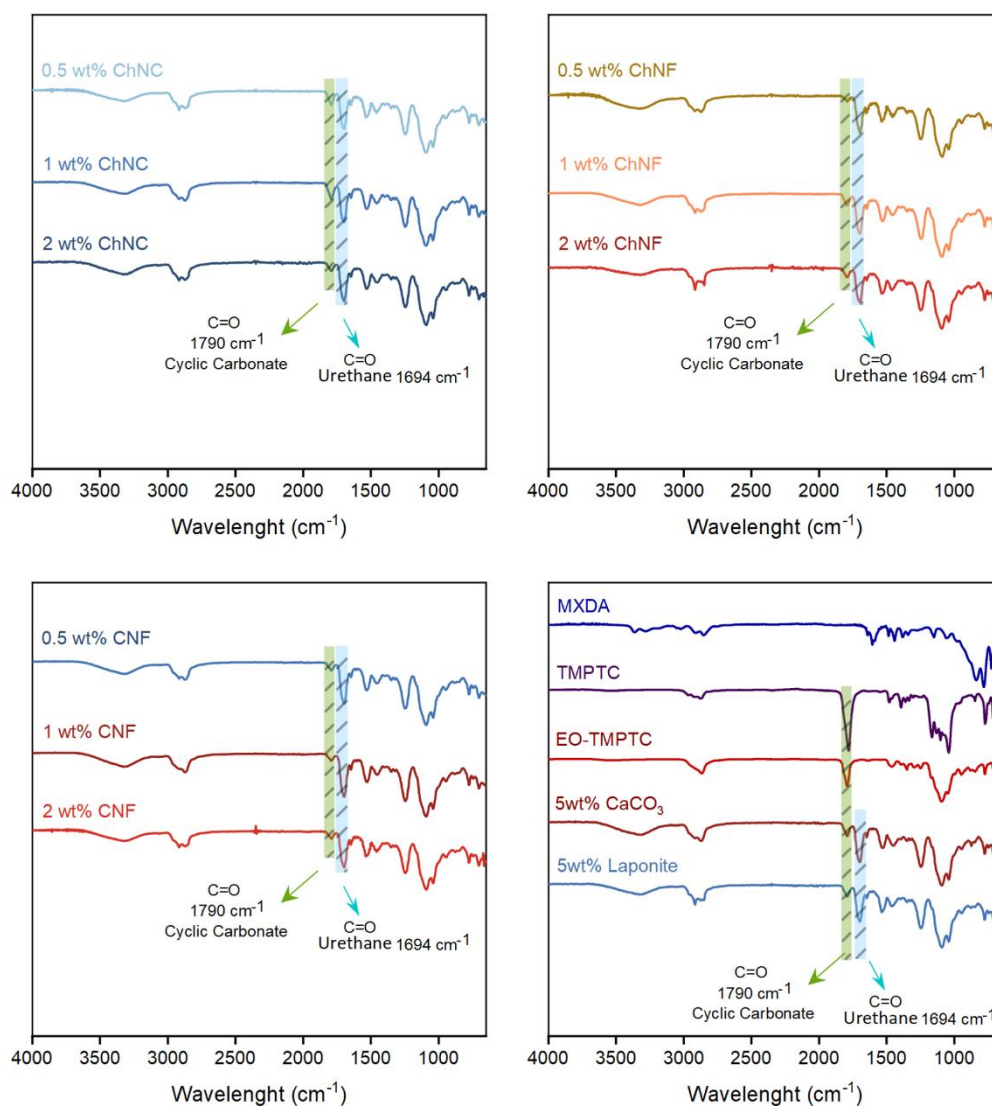 0.5 wt% ChNC
1 wt% ChNC
2 wt% ChNC
C=O
1790 cm-1
Cyclic Carbonate
C=O
Urethane 1694 cm-1
4000 3500 3000 2500 2000 1500 1000
Wavelenght (cm-1)
0.5 wt% ChNF
1 wt% ChNF
2 wt% ChNF
C=O
1790 cm-1
Cyclic Carbonate
C=O
Urethane 1694 cm-1
4000 3500 3000 2500 2000 1500 1000
Wavelenght (cm-1)
0.5 wt% CNF
1 wt% CNF
2 wt% CNF
C=O
1790 cm-1
Cyclic Carbonate
C=O
Urethane 1694 cm-1
4000 3500 3000 2500 2000 1500 1000
Wavelenght (cm-1)
MXDA
TMPTC
EO-TMPTC
5wt% CaCO3
5wt% Laponite
C=O
1790 cm-1
Cyclic Carbonate
C=O
Urethane 1694 cm-1
4000 3500 3000 2500 2000 1500 1000
Wavelenght (cm-1)